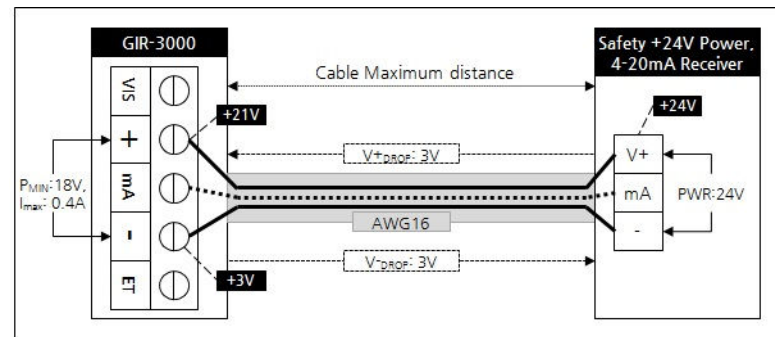 GIR-3000
Safety +24V Power,
4-20mA Receiver
Cable Maximum distance
VIS
+21V
+24V
+
V+DROP: 3V
V+
PMIN: 18V,
Imax: 0.4A
mA
mA
PWR:24V
AWG16
-
-
V-DROP: 3V
+3V
ET